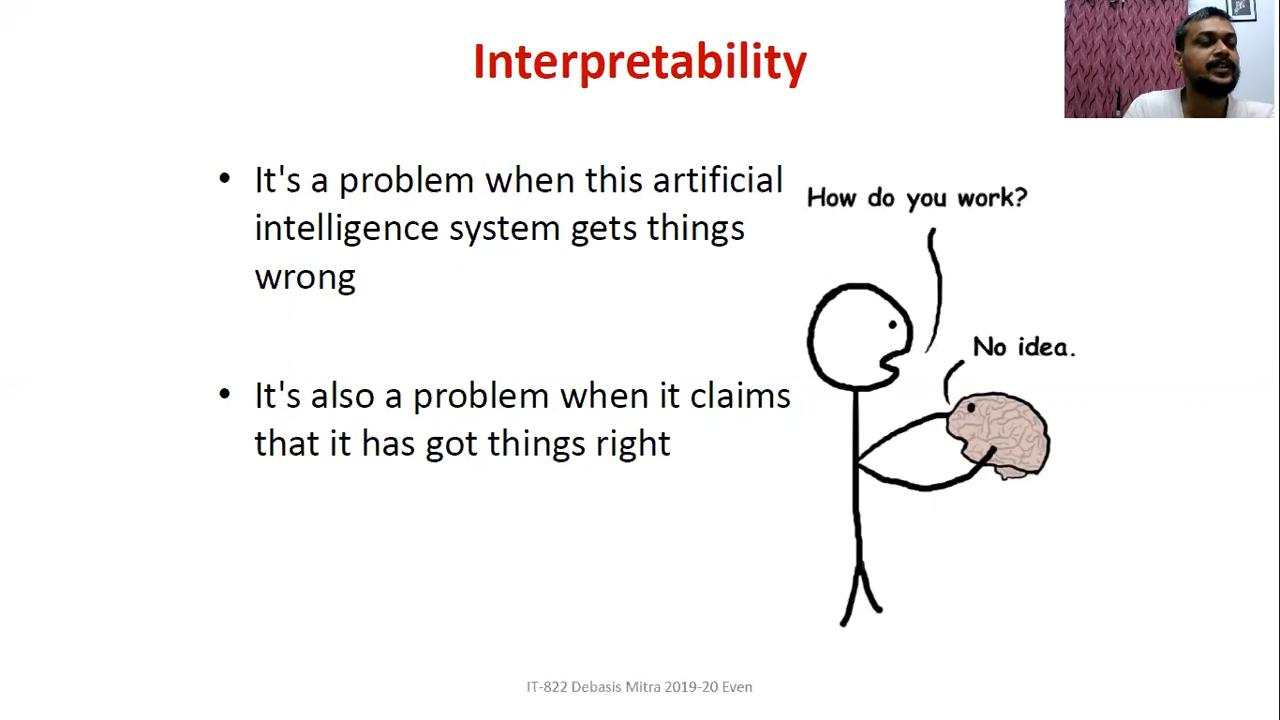 Interpretability
• It's a problem when this artificial
intelligence system gets things
wrong
• It's also a problem when it claims
that it has got things right
How do you work?
No idea.
IT-822 Debasis Mitra 2019-20 Even